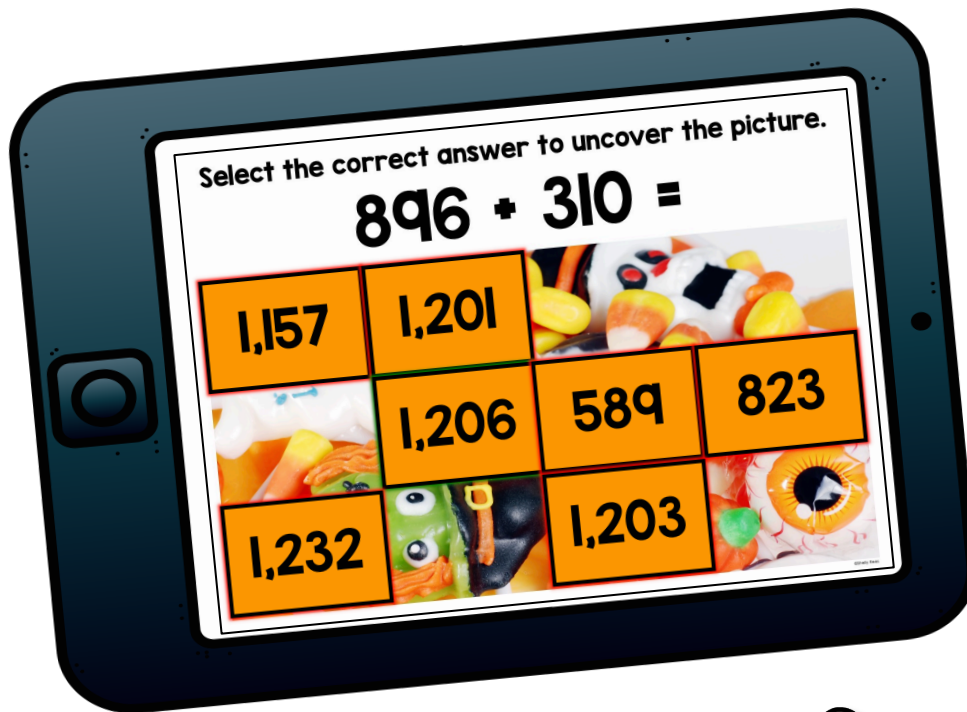 Select the correct answer to uncover the picture.
896 + 310 =
1,157 1,201
1,206 589 823
1,232 1,203